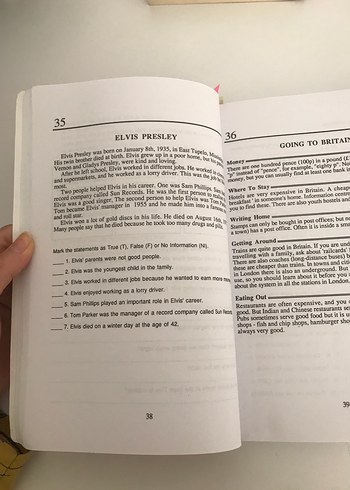 35
ELVIS PRESLEY
Elvis Presley was born on January 8th, 1935, in East Tupelo,
His twin brother died at birth. Elvis grew up in a poor home, but his
Vernon and Gladys Presley, were kind and loving.
After he left school, Elvis worked in different jobs. He worked in
and supermarkets, and he worked as a lorry driver. This was the job he
most.
Two people helped Elvis in his career. One was Sam Phillips,
record company called Sun Records. He was the first person to
Elvis was a good singer. The second person to help Elvis was Tom
Tom became Elvis' manager in 1955 and he made him into a famous
and roll star.
Elvis won a lot of gold discs in his life. He died on August 16th,
Many people say that he died because he took too many drugs and pills.
Mark the statements as True (T), False (F) or No Information (N).
____ 1. Elvis' parents were not good people.
____ 2. Elvis was the youngest child in the family.
____ 3. Elvis worked in different jobs because he wanted to earn more
____ 4. Elvis enjoyed working as a lorry driver.
____ 5. Sam Phillips played an important role in Elvis' career.
____ 6. Tom Parker was the manager of a record company called Sun Records.
____ 7. Elvis died on a winter day at the age of 42.
38
36
GOING TO BRITAIN
Money
There are one hundred pence (100p) in a pound
"p" instead of "pence", for example, "eighty p".
money, but you can usually find at least one bank in
Where To Stay
Hotels are very expensive in Britain. A cheap
breakfast' in someone's home. Information
you to find these. There are also youth hostels and
Writing Home
Stamps can only be bought in post offices; but
a town) has a post office. Often it is inside a small
Getting Around
Trains are quite good in Britain. If you are
travelling with a family, ask about 'railcards'
There are also coaches (long-distance buses)
these are cheaper than trains. In towns and cities
in London there is also an underground. But
use, so you should learn about it before you
about the system in all the stations in London.
Eating Out
Restaurants are often expensive, and you
good. But Indian and Chinese restaurants
Pubs sometimes serve good food but it is
shops - fish and chip shops, hamburger
always very good.
39